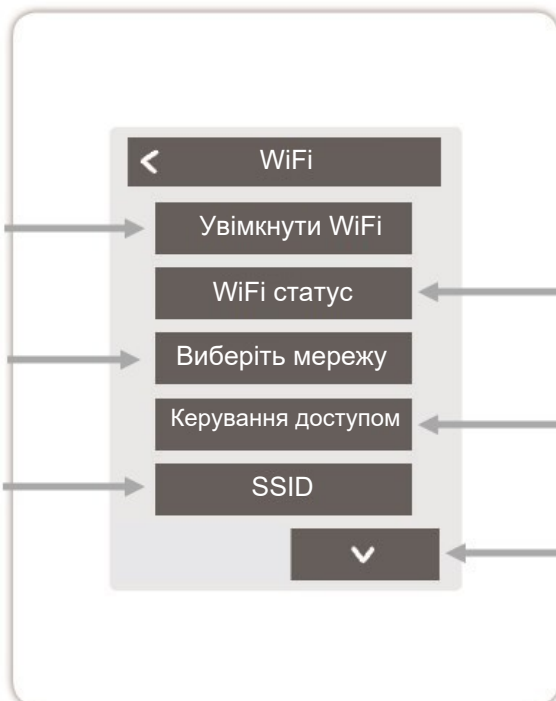 WiFi
Увімкнути WiFi
WiFi статус
Виберіть мережу
Керування доступом
SSID